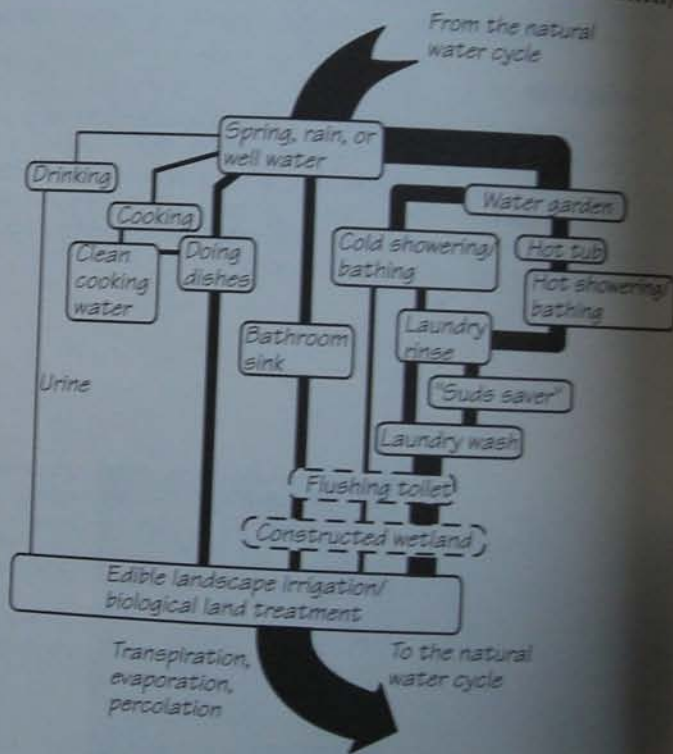 From the natural
water cycle
Spring, rain, or
well water
Drinking
Water garden
Cooking
Cold showering/
bathing
Hot tub
Clean
cooking
water
Doing
dishes
Hot showering/
bathing
Bathroom
sink
Laundry
rinse
Urine
"Suds saver"
Laundry wash
Flushing toilet
Constructed wetland
Edible landscape irrigation/
biological land treatment
Transpiration,
evaporation,
percolation
To the natural
water cycle